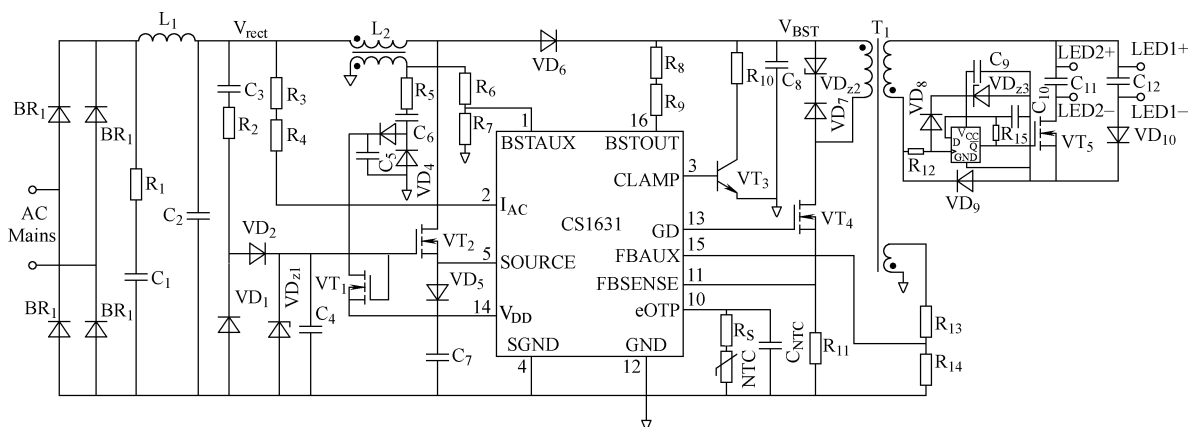 L1
Vrect
L2
VD6
VBST
T1
LED2+
LED1+
BR1
BR1
C3
R3
R2
R4
R5
R6
R7
C6
C5
VD4
R8
R9
R10
C8
VDz2
VD7
VD8
C9
VDz3
C10
C11
C12
LED2−
LED1−
VCC
D
Q̅
GND
R15
R12
VT5
VD10
VD9
1
16
BSTAUX
BSTOUT
R1
C1
C2
AC
Mains
2
IAC
CLAMP
3
VT3
VD2
VT2
CS1631
GD
13
VT4
5
SOURCE
FBAUX
15
VD1
VDz1
C4
VT1
VD5
FBSENSE
11
BR1
BR1
14
VDD
eOTP
10
C7
SGND
GND
4
12
RS
NTC
CNTC
R11
R13
R14